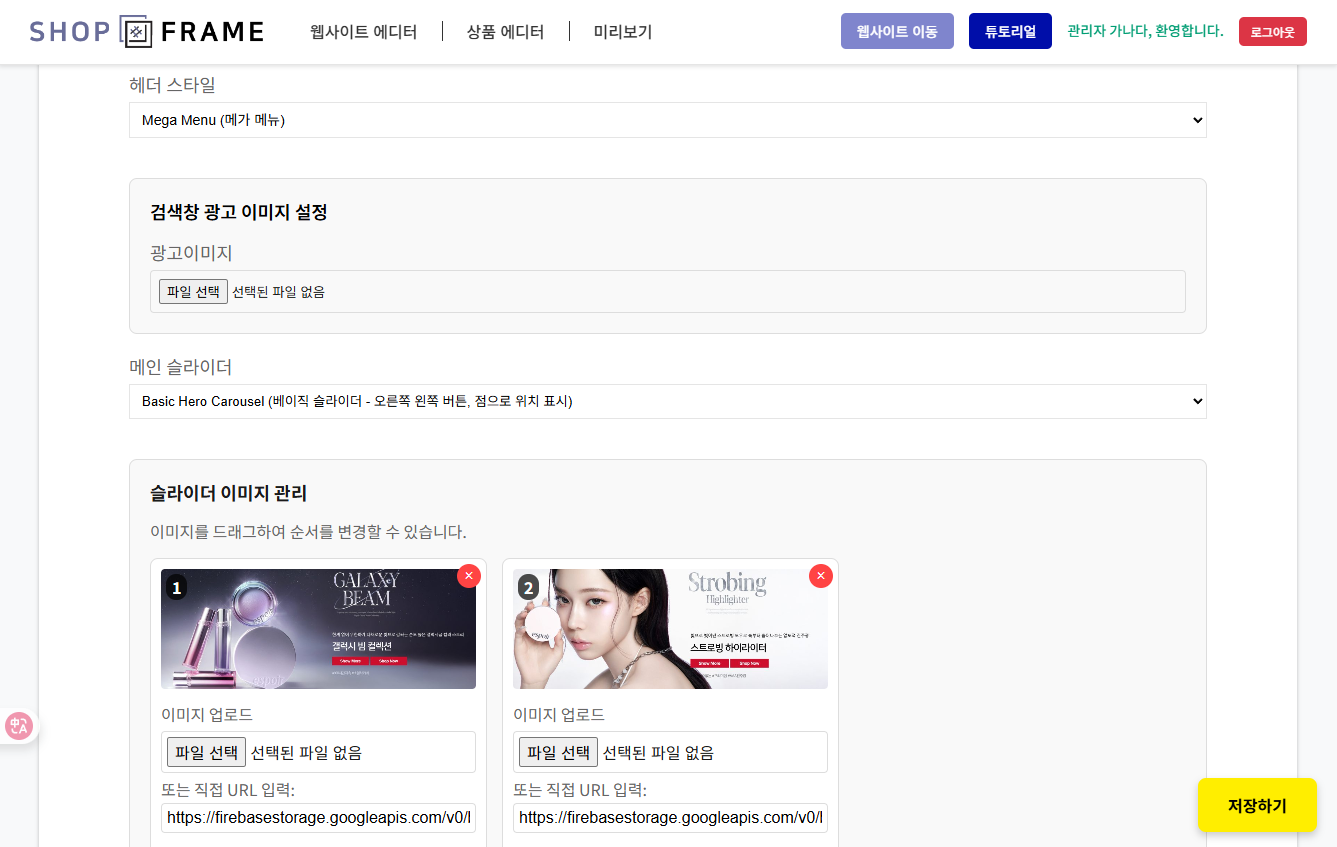 SHOP FRAME
웹사이트 에디터
상품 에디터
미리보기
웹사이트 이동
튜토리얼
관리자 가나다, 환영합니다.
로그아웃
헤더 스타일
Mega Menu (메가 메뉴)
검색창 광고 이미지 설정
광고이미지
파일 선택 선택된 파일 없음
메인 슬라이더
Basic Hero Carousel (베이직 슬라이더 - 오른쪽 왼쪽 버튼, 점으로 위치 표시)
슬라이더 이미지 관리
이미지를 드래그하여 순서를 변경할 수 있습니다.
1
GALAXY
BEAM
갤럭시 빔 컬렉션
Show More Shop Now
✕
이미지 업로드
파일 선택 선택된 파일 없음
또는 직접 URL 입력:
https://firebasestorage.googleapis.com/v0/l
2
Strobing
Highlighter
스트로빙 하이라이터
Show More Shop Now
✕
이미지 업로드
파일 선택 선택된 파일 없음
또는 직접 URL 입력:
https://firebasestorage.googleapis.com/v0/l
저장하기